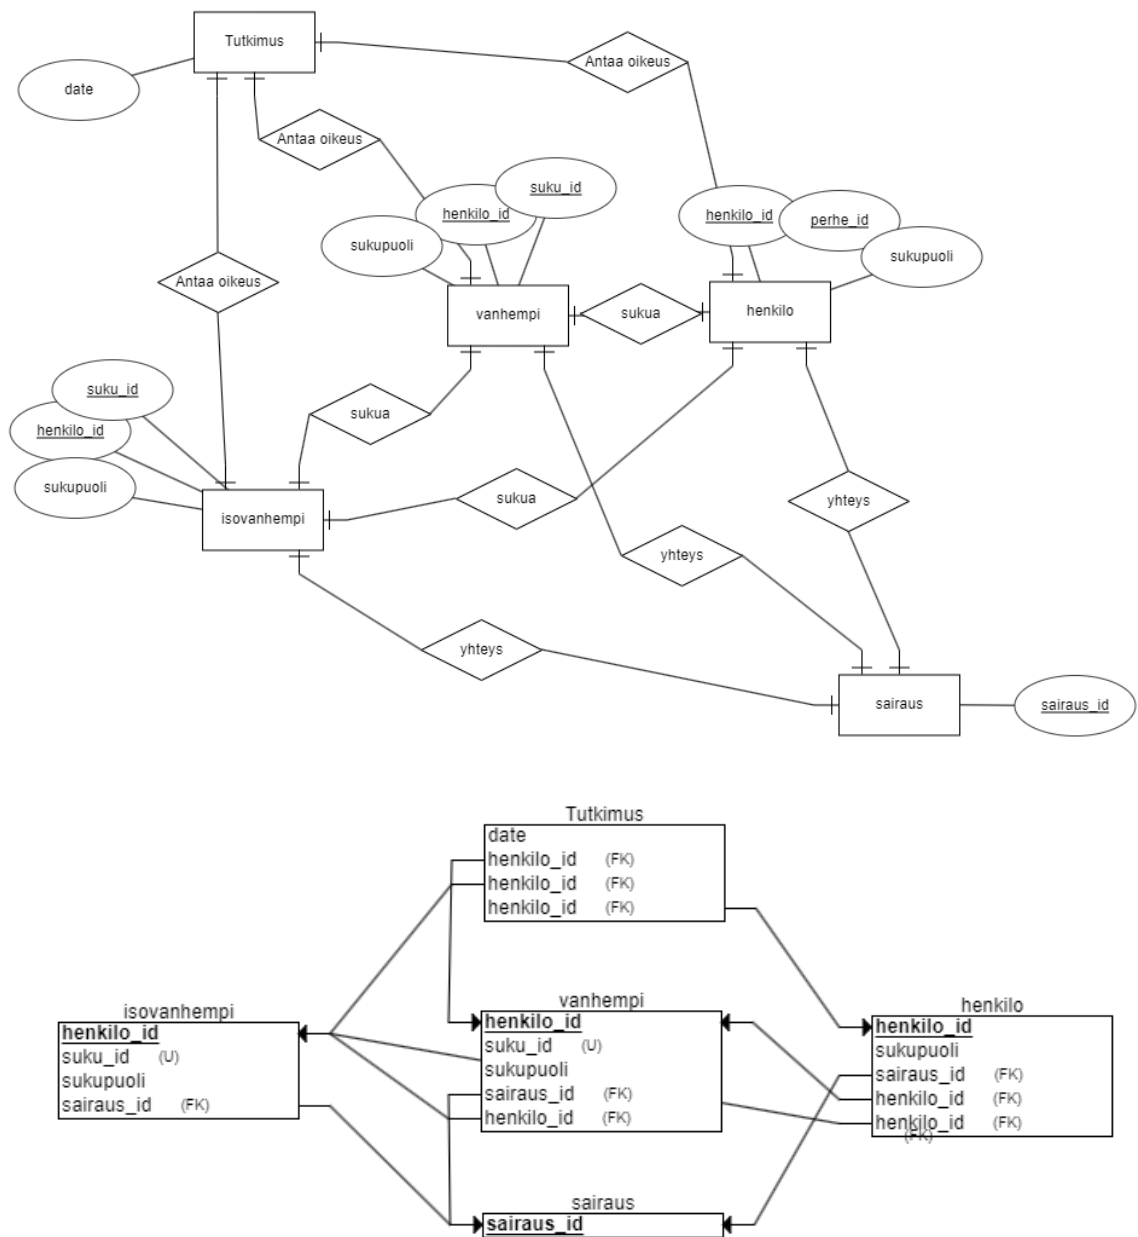 Tutkimus
Antaa oikeus
date
Antaa oikeus
suku_id
henkilo_id
henkilo_id
perhe_id
sukupuoli
sukupuoli
Antaa oikeus
vanhempi
sukua
henkilo
suku_id
sukua
henkilo_id
sukupuoli
sukua
yhteys
isovanhempi
yhteys
yhteys
sairaus
sairaus_id
Tutkimus
date
henkilo_id (FK)
henkilo_id (FK)
henkilo_id (FK)
isovanhempi
henkilo_id
suku_id (U)
sukupuoli
sairaus_id (FK)
vanhempi
henkilo_id
suku_id (U)
sukupuoli
sairaus_id (FK)
henkilo_id (FK)
henkilo
henkilo_id
sukupuoli
sairaus_id (FK)
henkilo_id (FK)
henkilo_id (FK)
(FK)
sairaus
sairaus_id